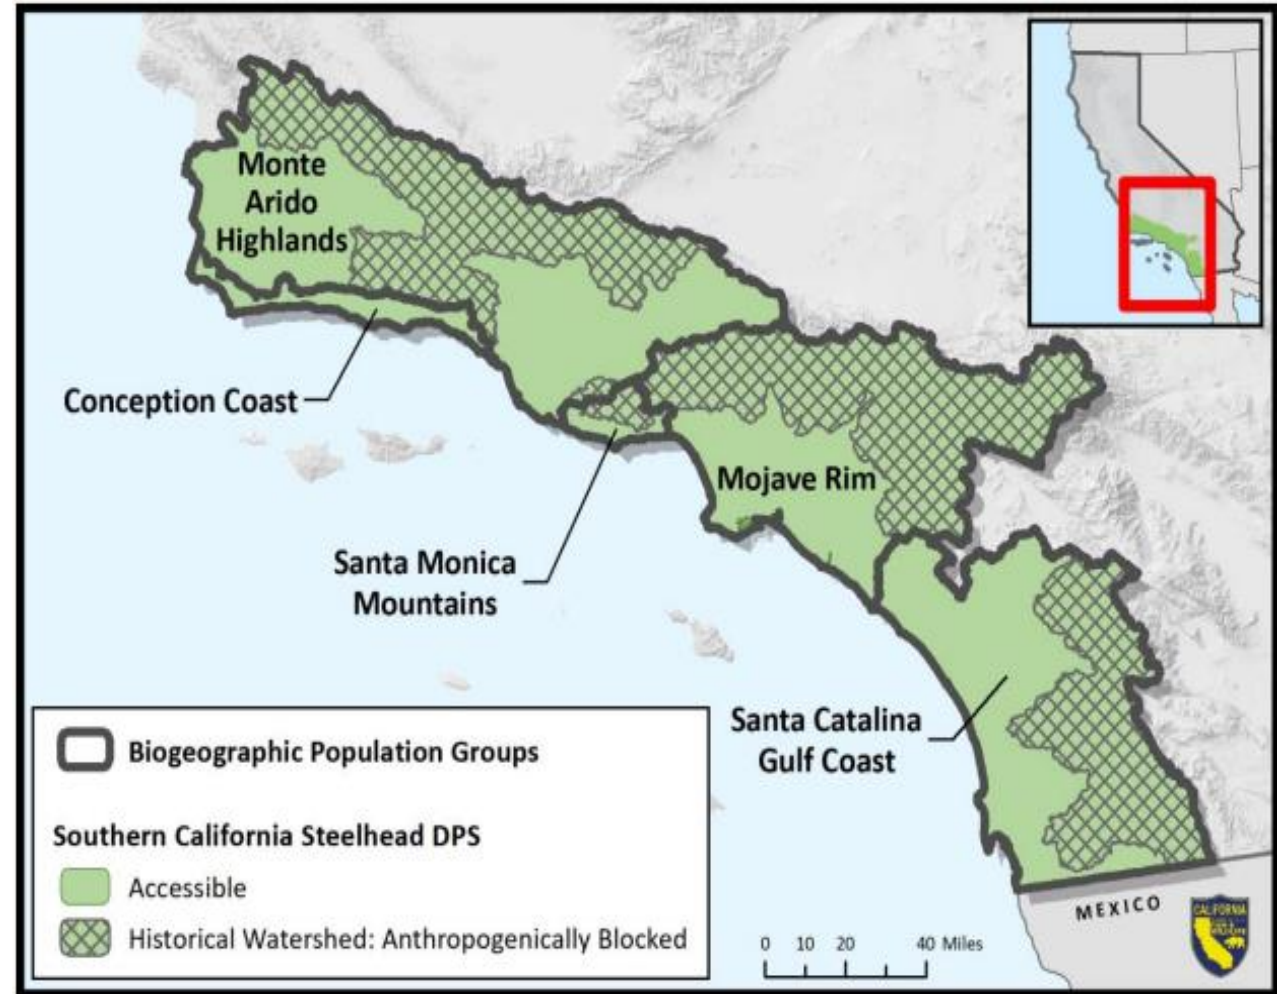 Monte
Arido
Highlands
Conception Coast
Mojave Rim
Santa Monica
Mountains
Santa Catalina
Gulf Coast
Biogeographic Population Groups
Southern California Steelhead DPS
Accessible
Historical Watershed: Anthropogenically Blocked
0 10 20 40 Miles
MEXICO
CALIFORNIA